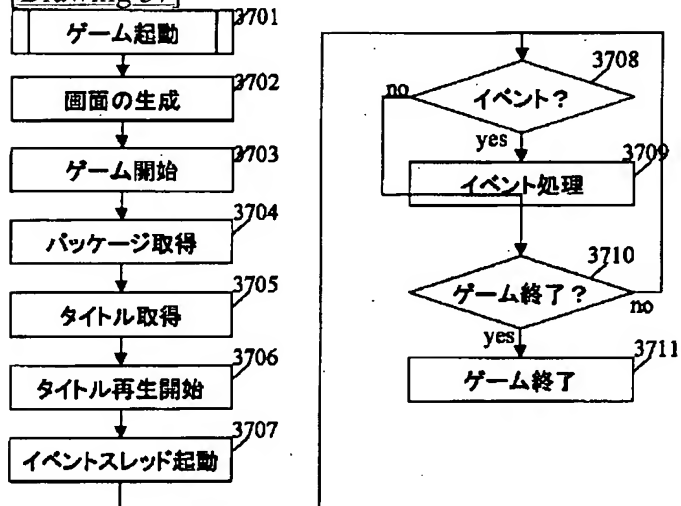 [Drawing 37]
ゲーム起動
3701
画面の生成
3702
ゲーム開始
3703
パッケージ取得
3704
タイトル取得
3705
タイトル再生開始
3706
イベントスレッド起動
3707
イベント？
3708
no
yes
イベント処理
3709
ゲーム終了？
3710
no
yes
ゲーム終了
3711